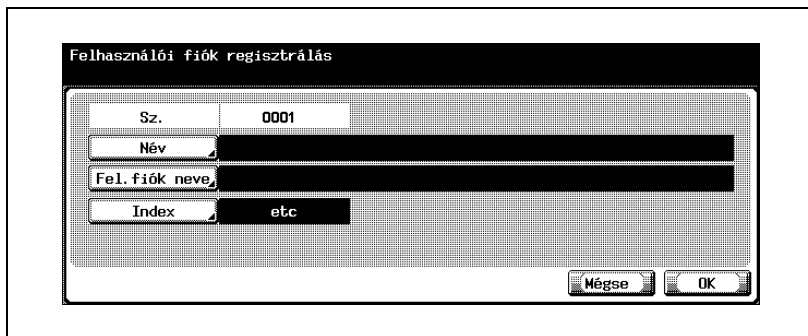 Felhasználói fiók regisztrálás
Sz. 0001
Név
Fel.fiók neve
Index etc
Mégse OK